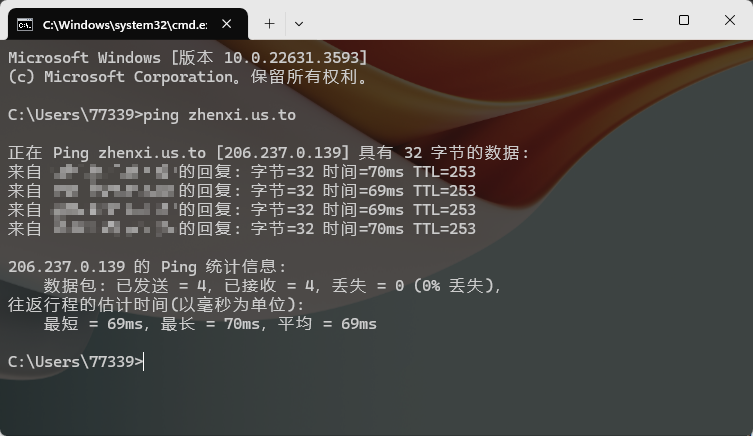 C:\Windows\system32\cmd.e:
Microsoft Windows [版本 10.0.22631.3593]
(c) Microsoft Corporation。保留所有权利。
C:\Users\77339>ping zhenxi.us.to
正在 Ping zhenxi.us.to [206.237.0.139] 具有 32 字节的数据:
来自 的回复: 字节=32 时间=70ms TTL=253
来自 的回复: 字节=32 时间=69ms TTL=253
来自 的回复: 字节=32 时间=69ms TTL=253
来自 的回复: 字节=32 时间=70ms TTL=253
206.237.0.139 的 Ping 统计信息:
数据包: 已发送 = 4，已接收 = 4，丢失 = 0 (0% 丢失)，
往返行程的估计时间(以毫秒为单位):
最短 = 69ms，最长 = 70ms，平均 = 69ms
C:\Users\77339>